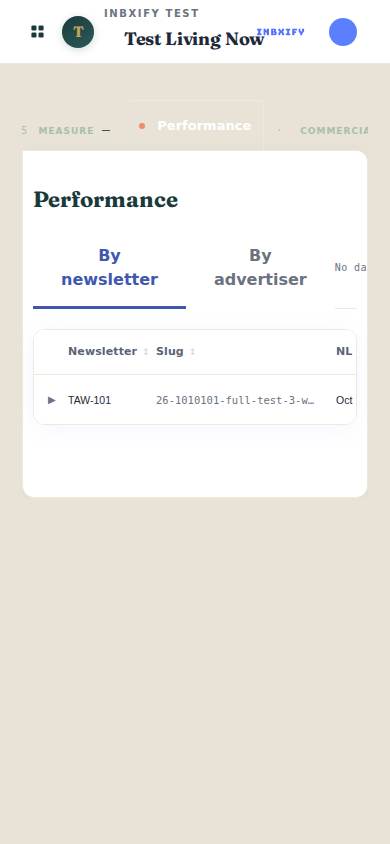 INBXIFY TEST
T
Test Living Now
INBXIFY
5 MEASURE —
Performance
· COMMERCIA
Performance
By newsletter
By advertiser
No da
Newsletter ↕ Slug ↕ NL
▶ TAW-101 26-1010101-full-test-3-w… Oct